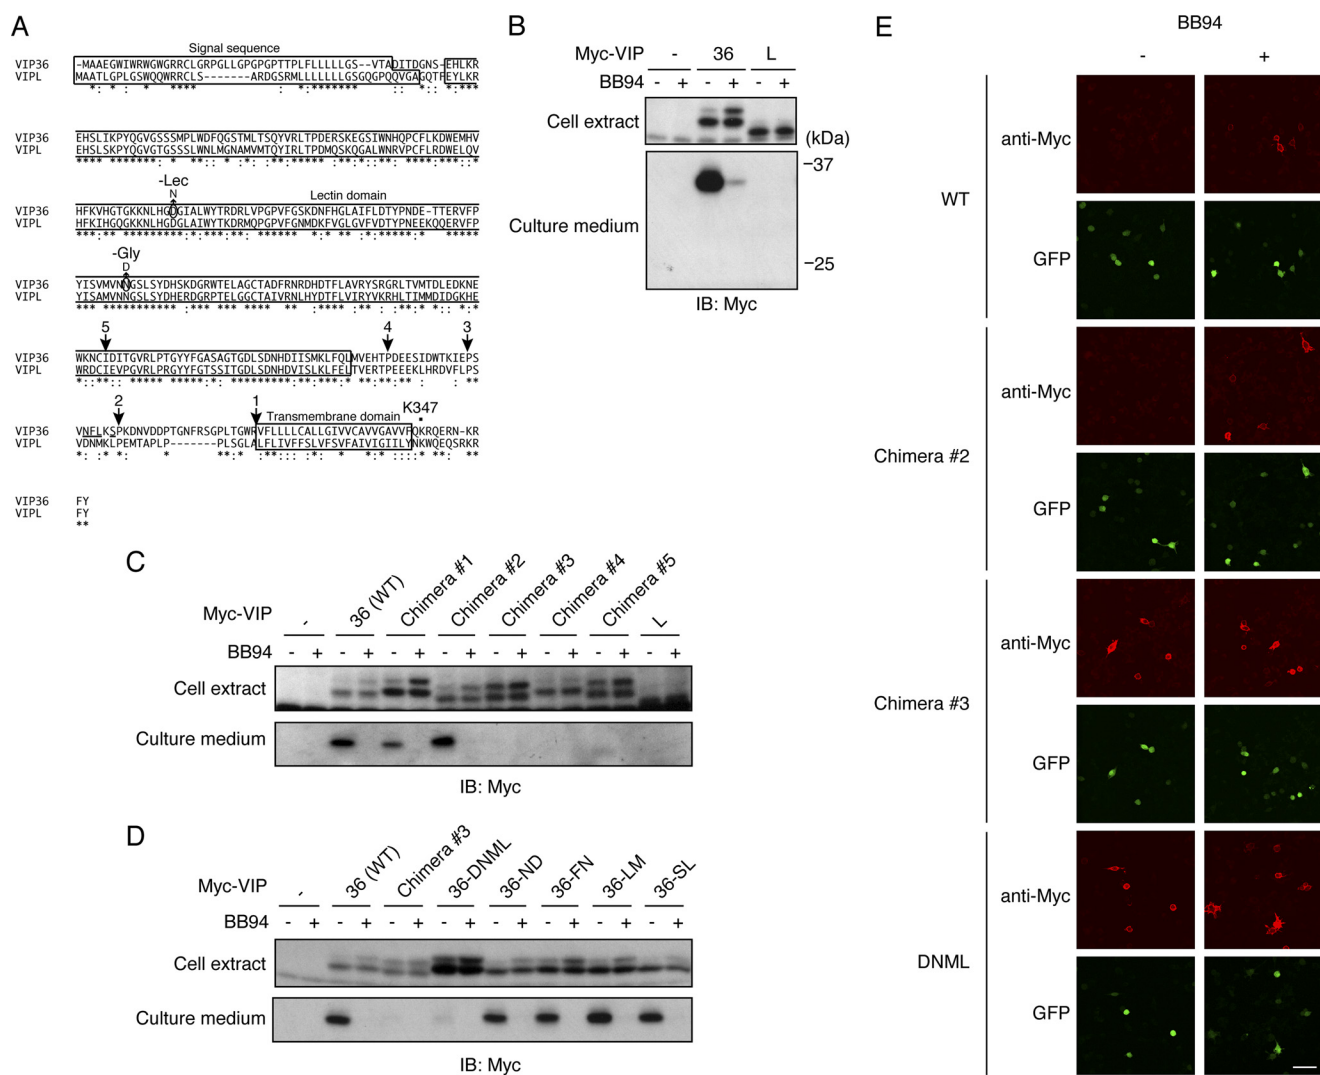 A
Signal sequence
VIP36 -MAAEGWIWRWGWGRRCLGRPGLLGPGPGPTTPLFLLLLLGS--VTADITDGNS-EHLKR
VIPL MAATLGPLGSWQQWRRCLS-------ARDGSRMLLLLLLLGSGQGPQQVGAGQTFEYLKR
VIP36 EHSLIKPYQGVGSSSMPLWDFQGSTMLTSQYVRLTPDERSKEGSIWNHQPCFLKDWEMHV
VIPL EHSLSKPYQGVGTGSSSLWNLMGNAMVMTQYIRLTPDMQSKQGALWNRVPCFLRDWELQV
-Lec
N
Lectin domain
VIP36 HFKVHGTGKKNLHGDGIALWYTRDRLVPGPVFGSKDNFHGLAIFLDTYPNDE-TTERVFP
VIPL HFKIHGQGKKNLHGDGLAIWYTKDRMQPGPVFGNMDKFVGLGVFVDTYPNEEKQQERVFP
-Gly
D
VIP36 YISVMVNNGSLSYDHSKDGRWTELAGCTADFRNRDHDTFLAVRYSRGRLTVMTDLEDKNE
VIPL YISAMVNNGSLSYDHERDGRPTELGGCTAIVRNLHYDTFLVIRYVKRHLTIMMDIDGKHE
5 4 3
VIP36 WKNCIDITGVRLPTGYYFGASAGTGDLSDNHDIISMKLFQLMVEHTPDEESIDWTKIEPS
VIPL WRDCIEVPGVRLPRGYYFGTSSITGDLSDNHDVISLKLFELTVERTPEEEKLHRDVFLPS
2 1 Transmembrane domain K347
VIP36 VNFLKSPKDNVDDPTGNFRSGPLTGWRVFLLLLCALLGIVVCAVVGAVVFQKRQERN-KR
VIPL VDNMKLPEMTAPLP-------PLSGLALFLIVFFSLVFSVFAIVIGIILYNKWQEQSRKR
VIP36 FY
VIPL FY
B
Myc-VIP - 36 L
BB94 - + - + - +
Cell extract
(kDa)
37
Culture medium
25
IB: Myc
C
Myc-VIP - 36 (WT) Chimera #1 Chimera #2 Chimera #3 Chimera #4 Chimera #5 L
BB94 - + - + - + - + - + - + - + - +
Cell extract
Culture medium
IB: Myc
D
Myc-VIP - 36 (WT) Chimera #3 36-DNML 36-ND 36-FN 36-LM 36-SL
BB94 - + - + - + - + - + - + - + - +
Cell extract
Culture medium
IB: Myc
E
BB94
- +
WT
anti-Myc
GFP
Chimera #2
anti-Myc
GFP
Chimera #3
anti-Myc
GFP
DNML
anti-Myc
GFP